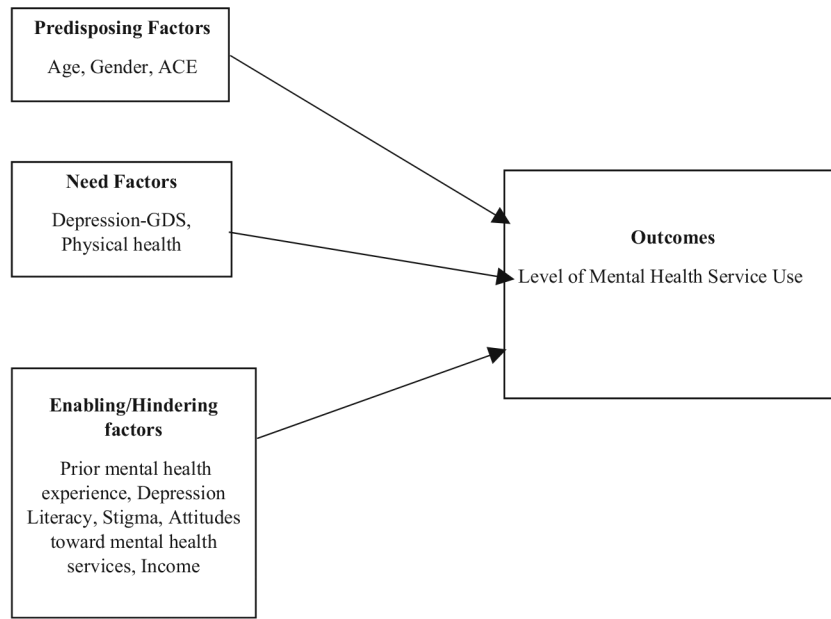 Predisposing Factors
Age, Gender, ACE
Need Factors
Depression-GDS,
Physical health
Enabling/Hindering
factors
Prior mental health
experience, Depression
Literacy, Stigma, Attitudes
toward mental health
services, Income
Outcomes
Level of Mental Health Service Use